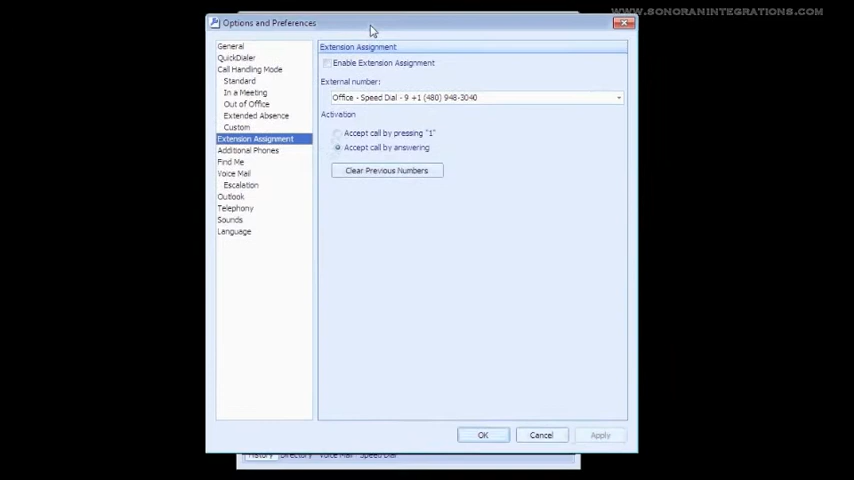 WWW.SONORANINTEGRATIONS.COM
Options and Preferences
General
QuickDialer
Call Handling Mode
Standard
In a Meeting
Out of Office
Extended Absence
Custom
Extension Assignment
Additional Phones
Find Me
Voice Mail
Escalation
Outlook
Telephony
Sounds
Language
Extension Assignment
Enable Extension Assignment
External number:
Office - Speed Dial - 9 +1 (480) 948-3040
Activation
Accept call by pressing "1"
Accept call by answering
Clear Previous Numbers
OK Cancel Apply
History Directory Voice Mail Speed Dial